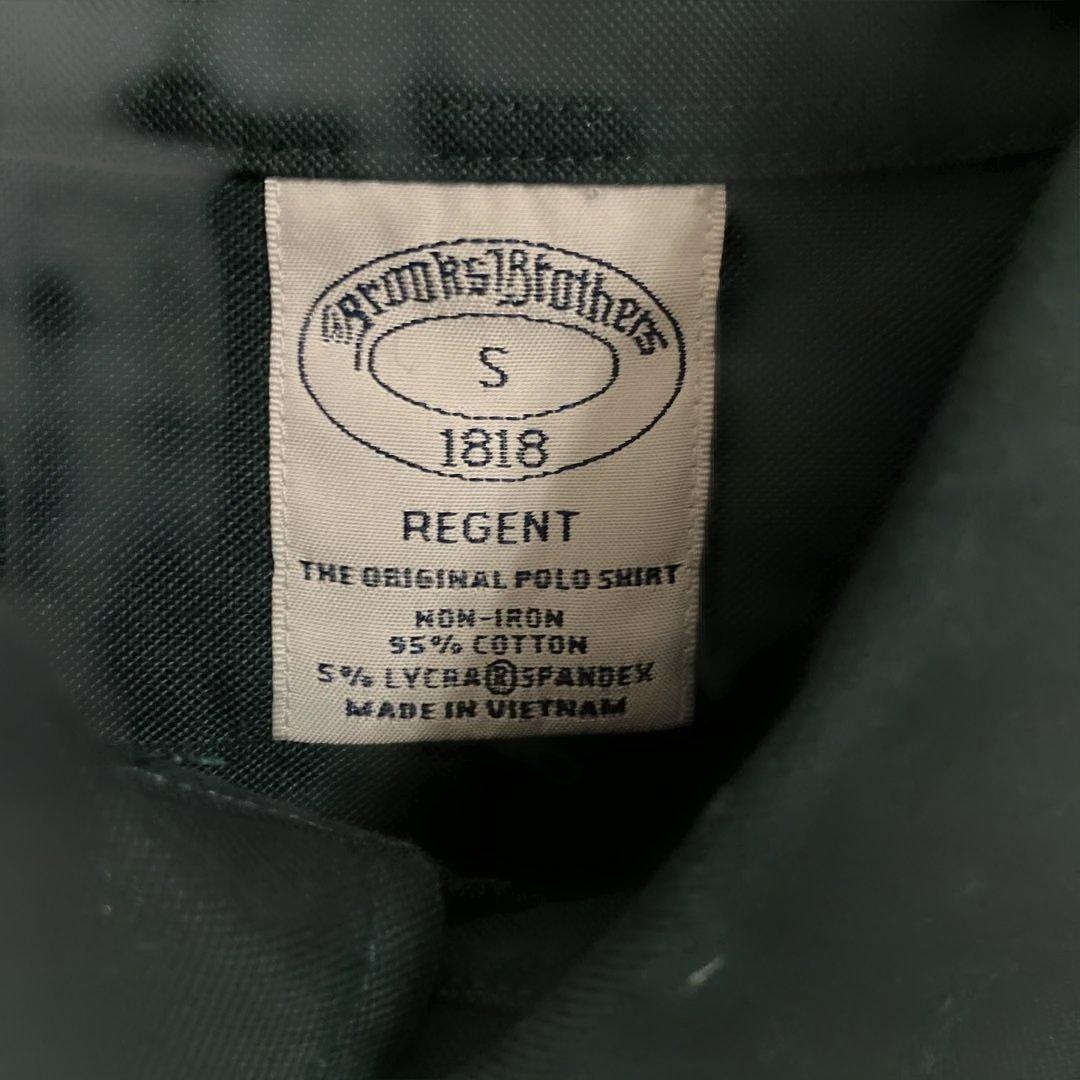 Brooks Brothers
S
1818
REGENT
THE ORIGINAL POLO SHIRT
NON-IRON
95% COTTON
5% LYCRA®SPANDEX
MADE IN VIETNAM